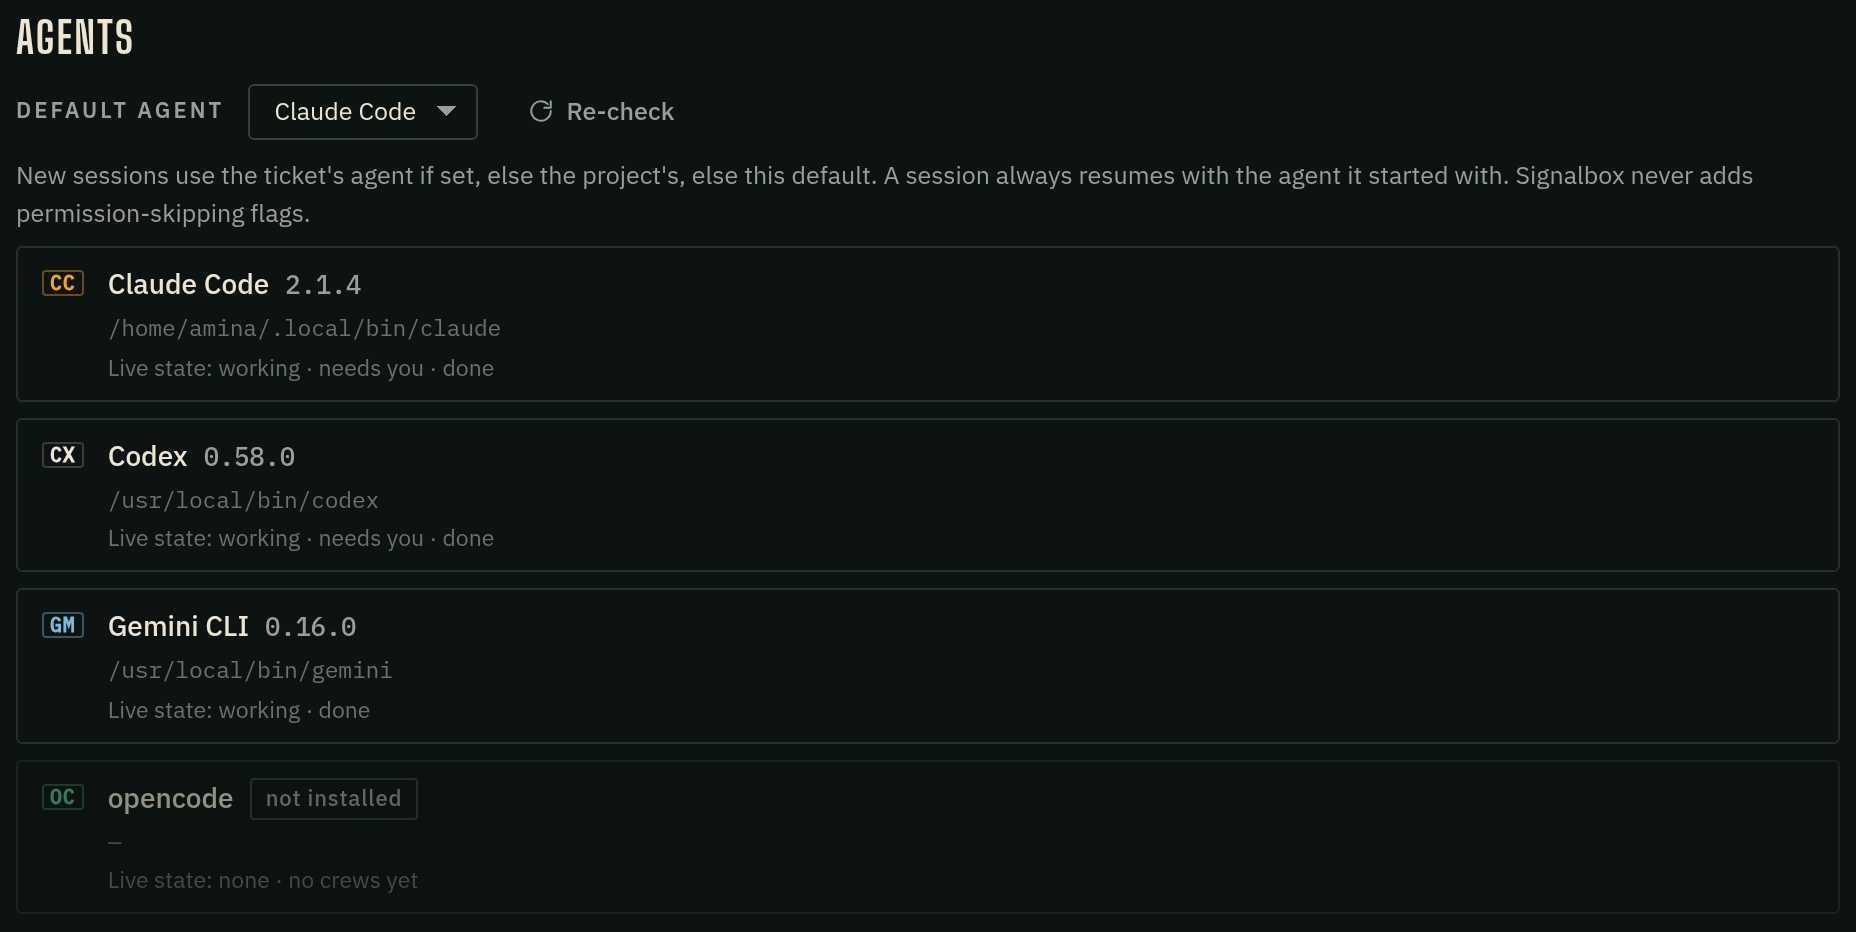 AGENTS
DEFAULT AGENT Claude Code Re-check
New sessions use the ticket's agent if set, else the project's, else this default. A session always resumes with the agent it started with. Signalbox never adds
permission-skipping flags.
CC Claude Code 2.1.4
/home/amina/.local/bin/claude
Live state: working · needs you · done
CX Codex 0.58.0
/usr/local/bin/codex
Live state: working · needs you · done
GM Gemini CLI 0.16.0
/usr/local/bin/gemini
Live state: working · done
OC opencode not installed
—
Live state: none · no crews yet